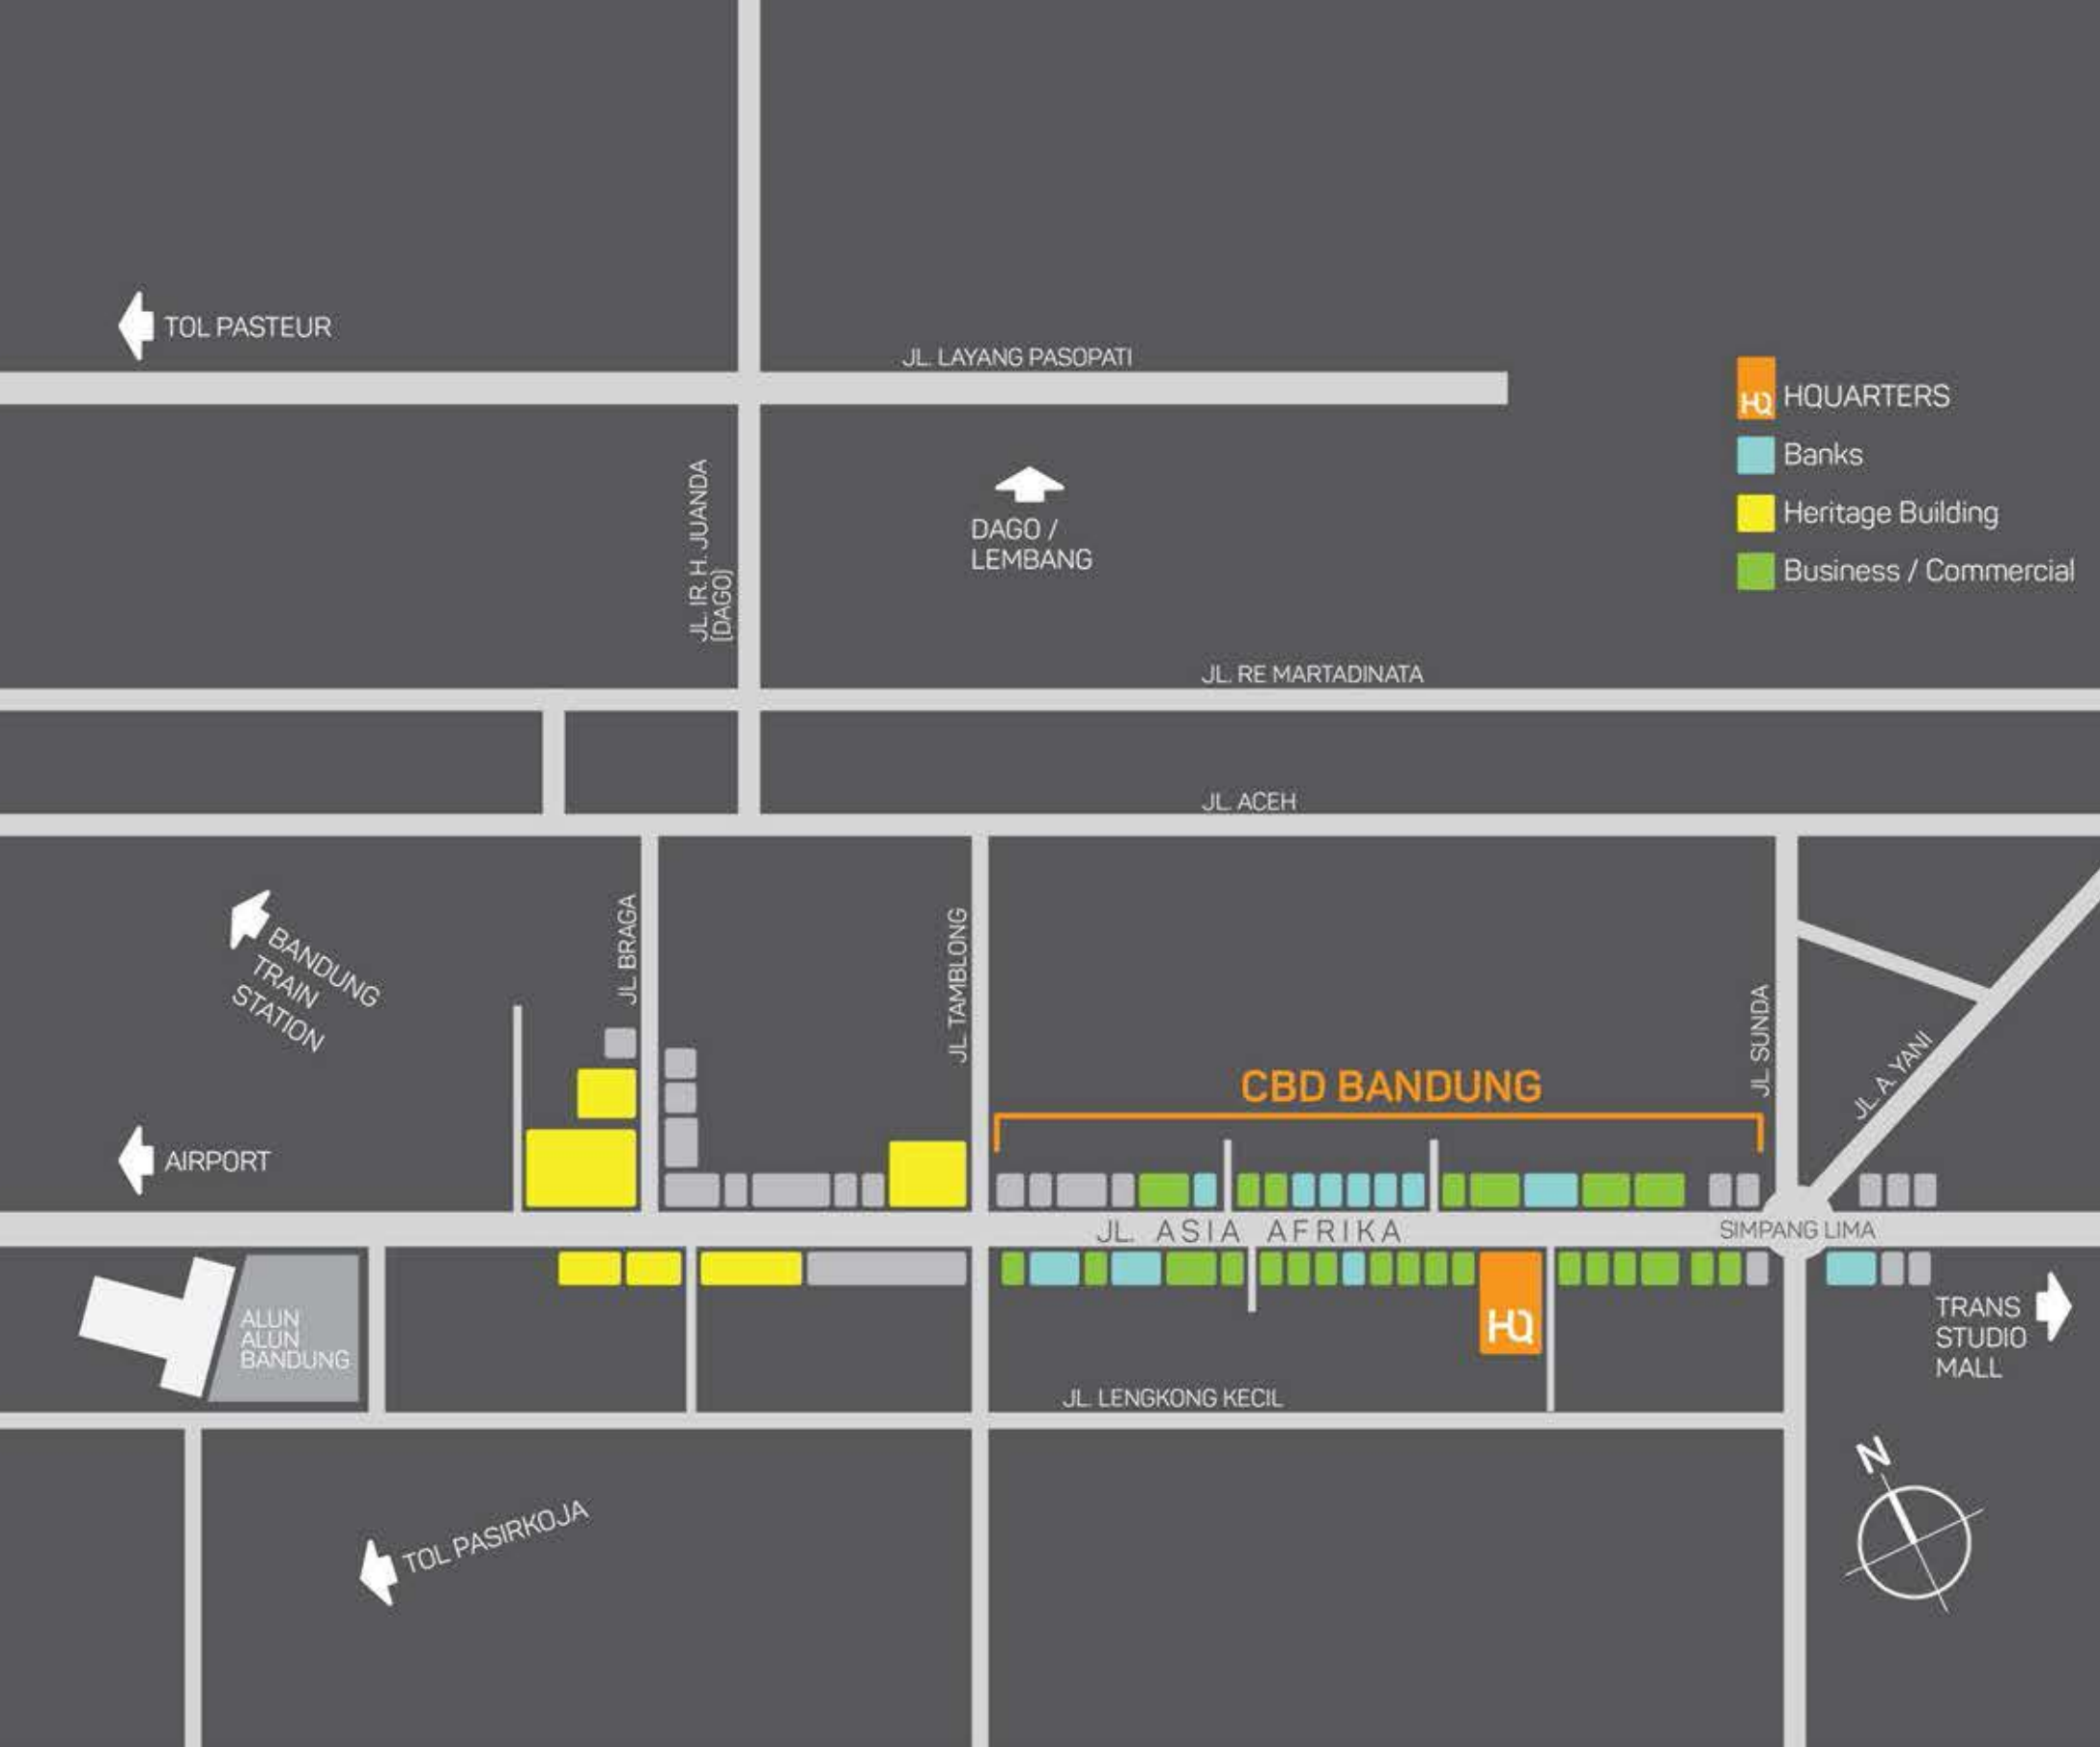 TOL PASTEUR
JL. LAYANG PASOPATI
HQ HQUARTERS
Banks
Heritage Building
Business / Commercial
JL. IR. H. JUANDA
(DAGO)
DAGO /
LEMBANG
JL. RE MARTADINATA
JL. ACEH
BANDUNG
TRAIN
STATION
JL. BRAGA
JL. TAMBLONG
JL. SUNDA
JL. A. YANI
CBD BANDUNG
AIRPORT
JL. ASIA AFRIKA
SIMPANG LIMA
ALUN
ALUN
BANDUNG
HQ
TRANS
STUDIO
MALL
JL. LENGKONG KECIL
N
TOL PASIRKOJA